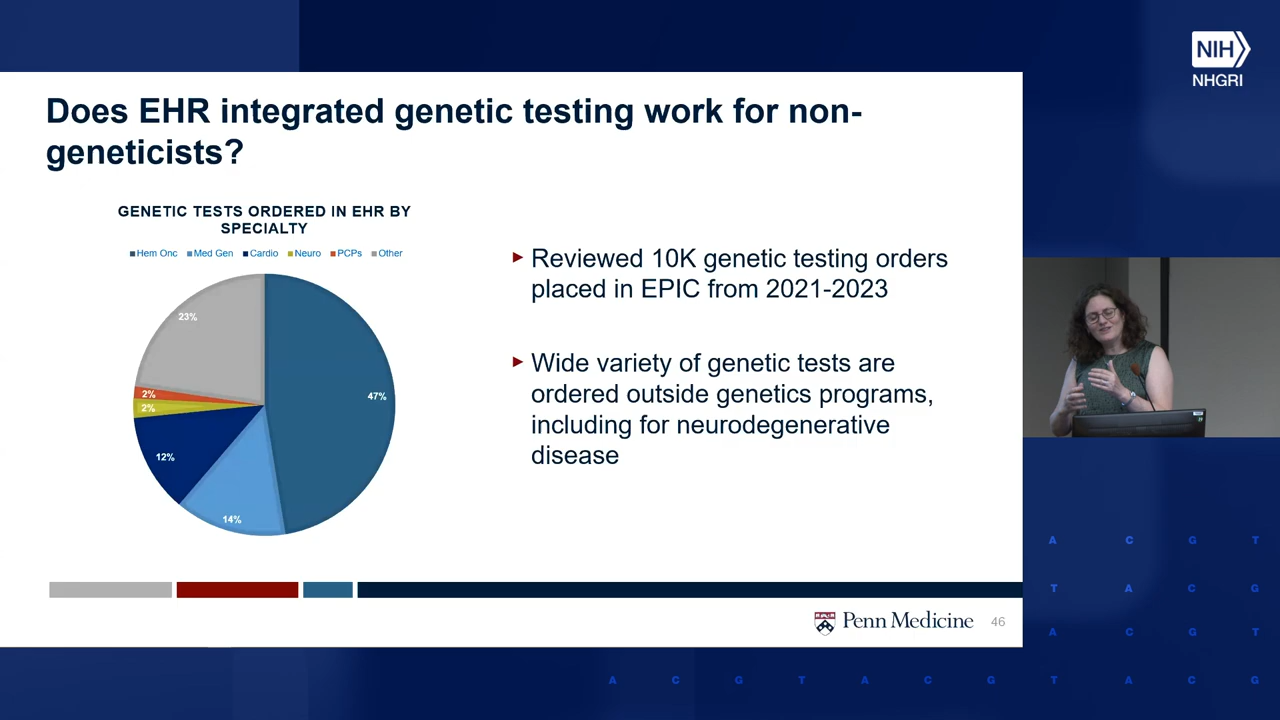 NIH
NHGRI
Does EHR integrated genetic testing work for non-
geneticists?
GENETIC TESTS ORDERED IN EHR BY
SPECIALTY
Hem Onc Med Gen Cardio Neuro PCPs Other
23%
47%
2%
2%
12%
14%
Reviewed 10K genetic testing orders
placed in EPIC from 2021-2023
Wide variety of genetic tests are
ordered outside genetics programs,
including for neurodegenerative
disease
Penn Medicine 46
A C G T
T A C G
A C G T
A C G T A C G T A C G